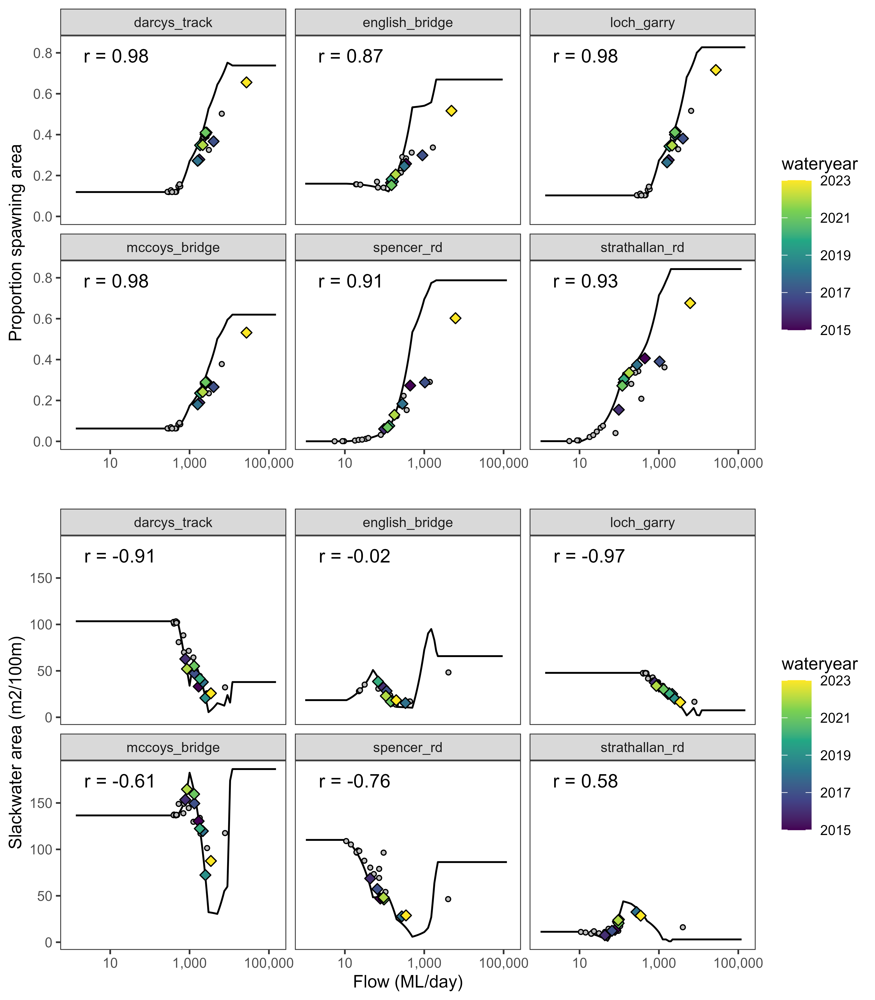 darcys_track english_bridge loch_garry
r = 0.98 r = 0.87 r = 0.98
0.8
0.6
0.4
0.2
0.0
mccoys_bridge spencer_rd strathallan_rd
r = 0.98 r = 0.91 r = 0.93
0.8
0.6
0.4
0.2
0.0
10 1,000 100,000 10 1,000 100,000 10 1,000 100,000
Proportion spawning area
wateryear
2023
2021
2019
2017
2015
darcys_track english_bridge loch_garry
r = -0.91 r = -0.02 r = -0.97
150
100
50
0
mccoys_bridge spencer_rd strathallan_rd
r = -0.61 r = -0.76 r = 0.58
150
100
50
0
10 1,000 100,000 10 1,000 100,000 10 1,000 100,000
Flow (ML/day)
Slackwater area (m2/100m)
wateryear
2023
2021
2019
2017
2015